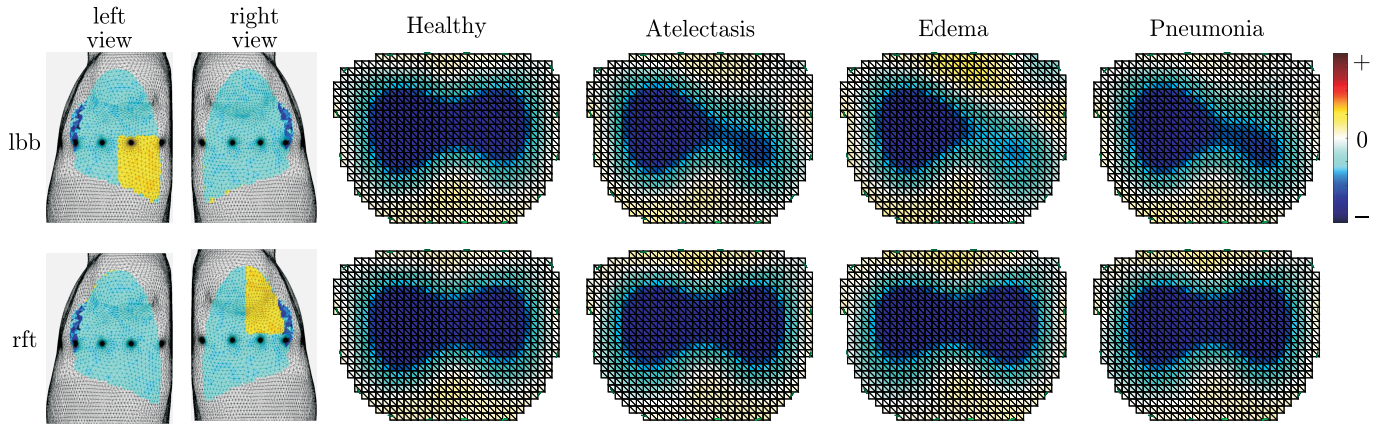 left
view
right
view
Healthy
Atelectasis
Edema
Pneumonia
lbb
+
0
−
rft